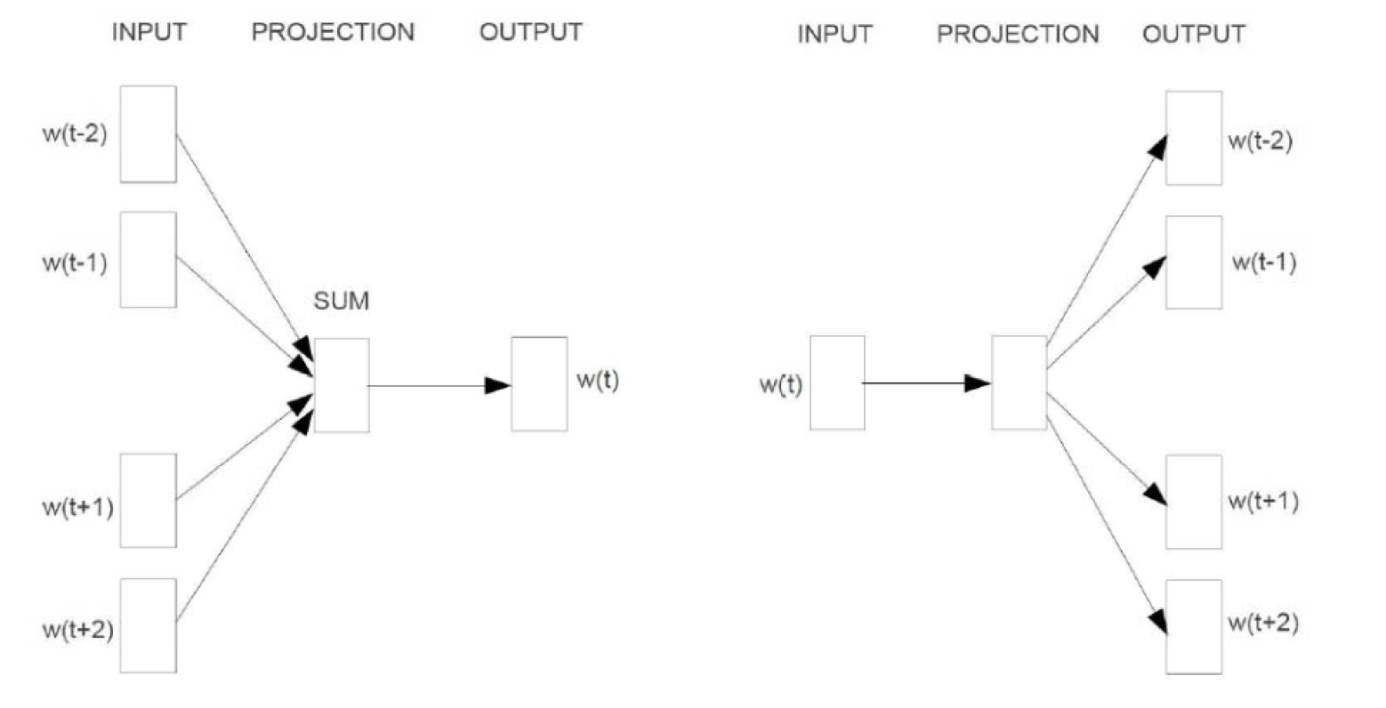 INPUT PROJECTION OUTPUT
w(t-2)
w(t-1)
SUM
w(t)
w(t+1)
w(t+2)
INPUT PROJECTION OUTPUT
w(t-2)
w(t-1)
w(t)
w(t+1)
w(t+2)